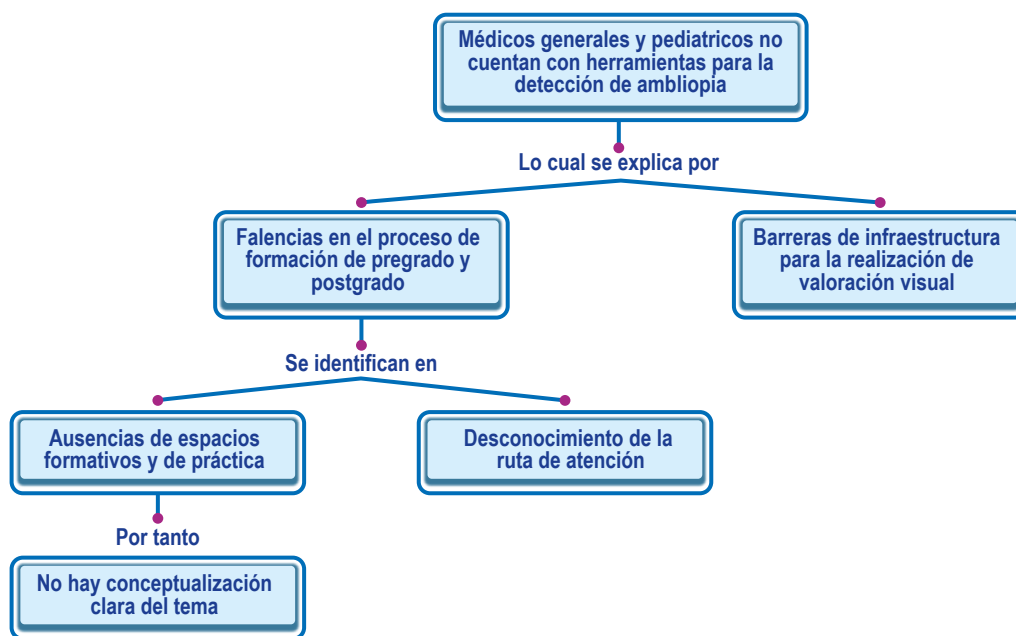 Médicos generales y pediatricos no
cuentan con herramientas para la
detección de ambliopia
Lo cual se explica por
Falencias en el proceso de
formación de pregrado y
postgrado
Barreras de infraestructura
para la realización de
valoración visual
Se identifican en
Ausencias de espacios
formativos y de práctica
Desconocimiento de la
ruta de atención
Por tanto
No hay conceptualización
clara del tema